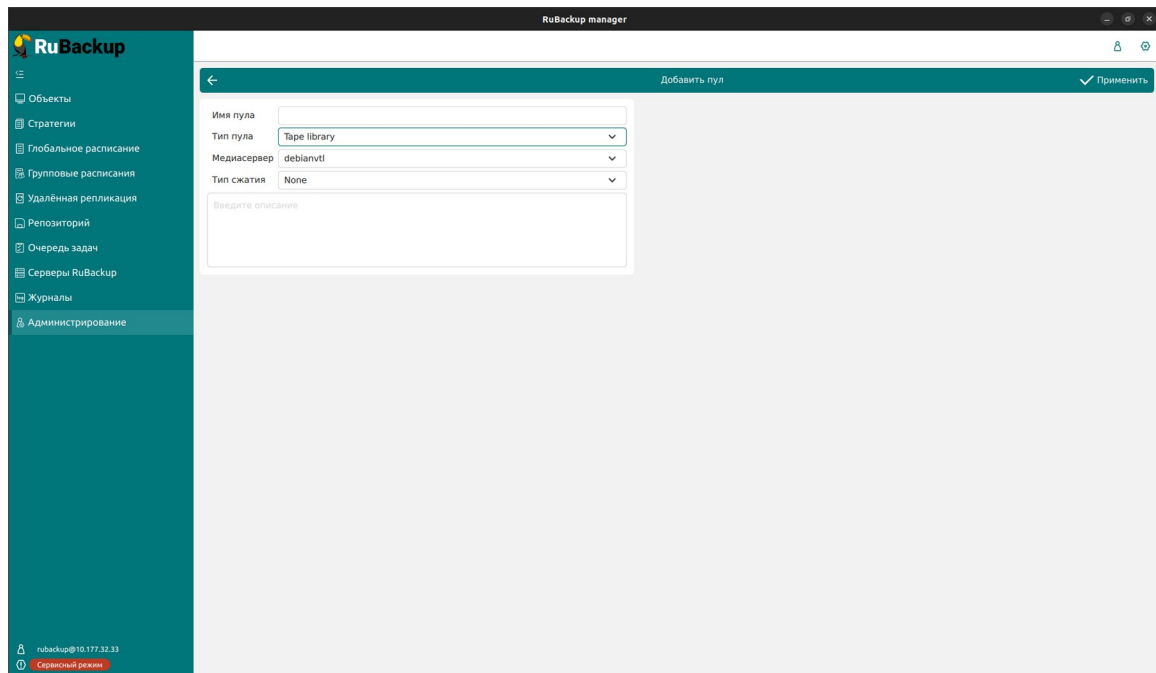 RuBackup manager
RuBackup
Объекты
Стратегии
Глобальное расписание
Групповые расписания
Удалённая репликация
Репозиторий
Очередь задач
Серверы RuBackup
Журналы
Администрирование
Добавить пул
Применить
Имя пула
Тип пула Tape library
Медиасервер debianvtl
Тип сжатия None
Введите описание
rubackup@10.177.32.33
Сервисный режим